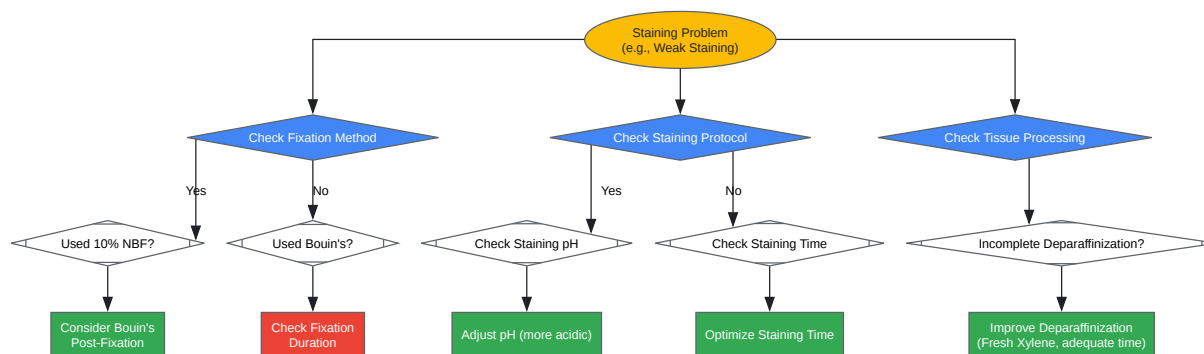 Staining Problem
(e.g., Weak Staining)
Check Fixation Method
Check Staining Protocol
Check Tissue Processing
Yes
No
Yes
No
Used 10% NBF?
Used Bouin's?
Check Staining pH
Check Staining Time
Incomplete Deparaffinization?
Consider Bouin's
Post-Fixation
Check Fixation
Duration
Adjust pH (more acidic)
Optimize Staining Time
Improve Deparaffinization
(Fresh Xylene, adequate time)